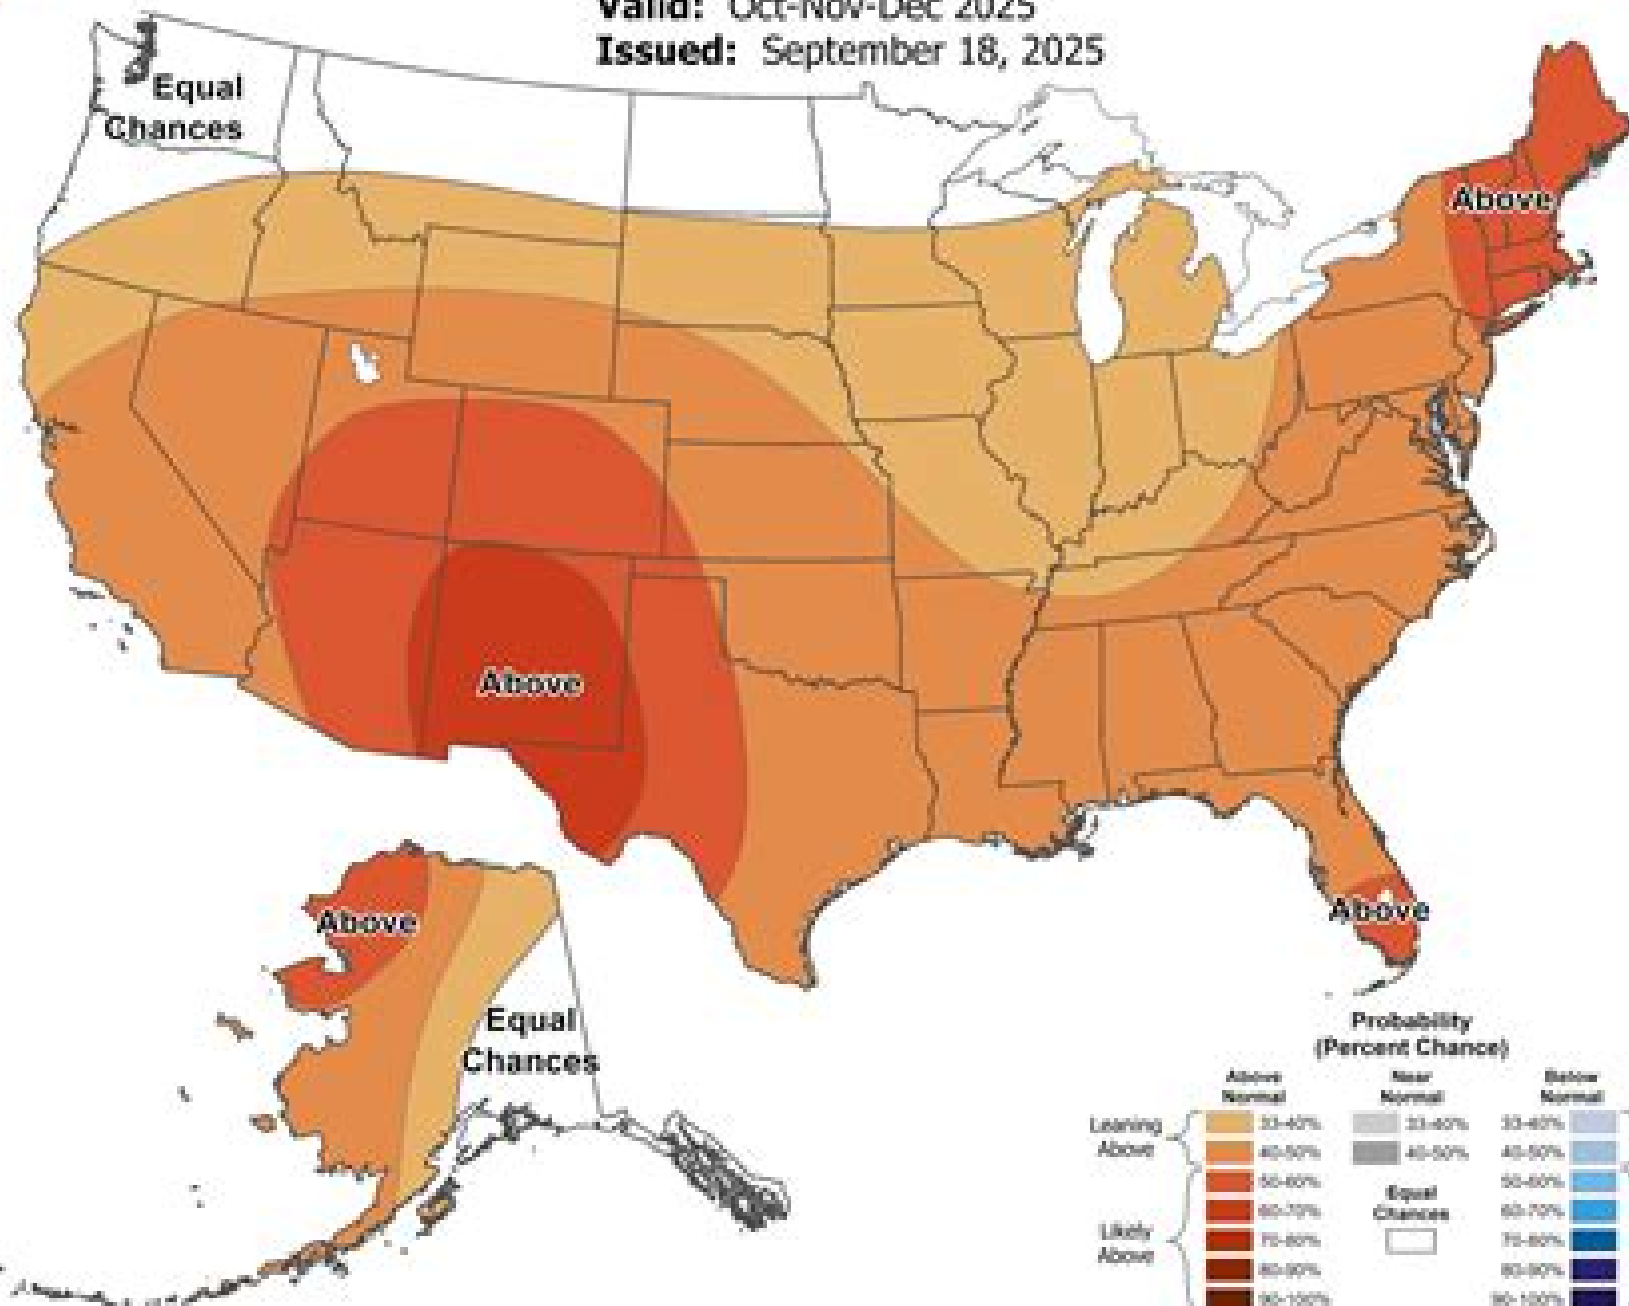 Valid: Oct-Nov-Dec 2025
Issued: September 18, 2025
Equal
Chances
Above
Above
Above
Above
Equal
Chances
Probability
(Percent Chance)
Above
Normal
Near
Normal
Below
Normal
Leaning
Above
33-40%
33-40%
33-40%
40-50%
40-50%
40-50%
50-60%
50-60%
Equal
Chances
60-70%
60-70%
Likely
Above
70-80%
70-80%
80-90%
80-90%
90-100%
90-100%